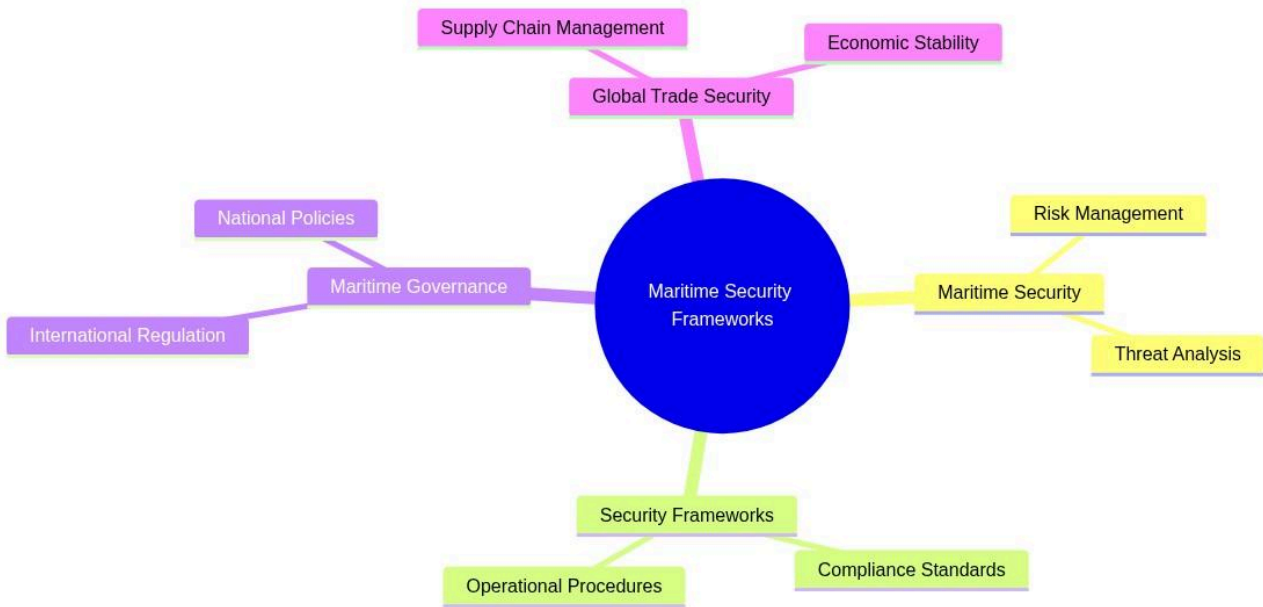 Supply Chain Management
Economic Stability
Global Trade Security
National Policies
Risk Management
Maritime Governance
Maritime Security
Frameworks
Maritime Security
International Regulation
Threat Analysis
Security Frameworks
Operational Procedures
Compliance Standards